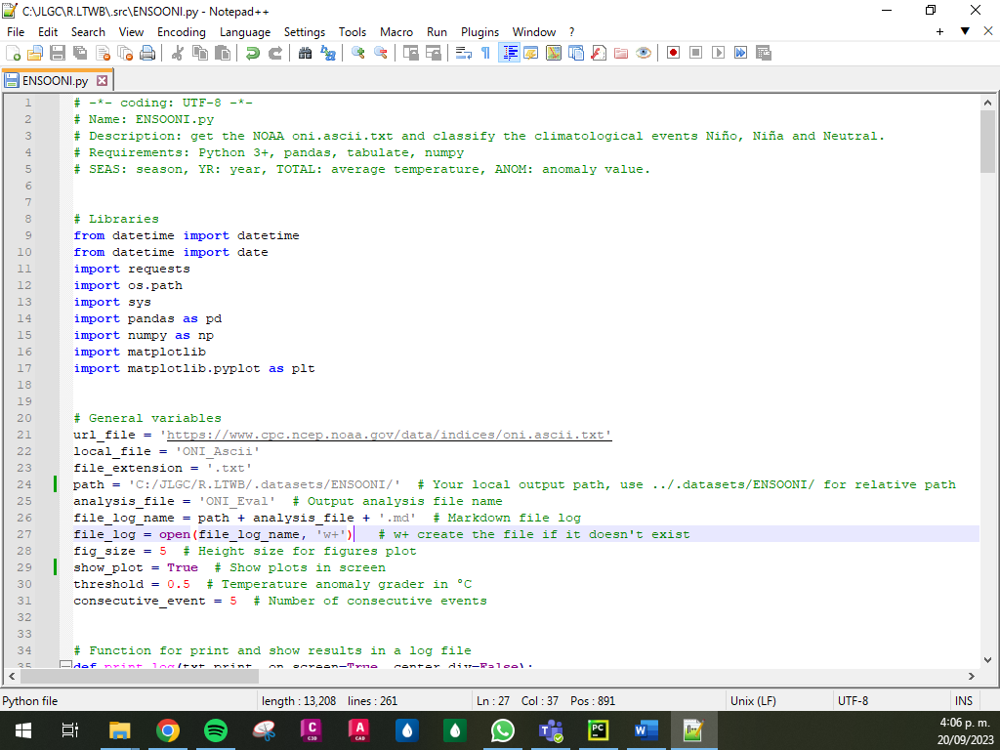 C:\JLGC\R.LTWB\.src\ENSOONI.py - Notepad++
File Edit Search View Encoding Language Settings Tools Macro Run Plugins Window ?
ENSOONI.py
1 # -*- coding: UTF-8 -*-
2 # Name: ENSOONI.py
3 # Description: get the NOAA oni.ascii.txt and classify the climatological events Niño, Niña and Neutral.
4 # Requirements: Python 3+, pandas, tabulate, numpy
5 # SEAS: season, YR: year, TOTAL: average temperature, ANOM: anomaly value.
6
7
8 # Libraries
9 from datetime import datetime
10 from datetime import date
11 import requests
12 import os.path
13 import sys
14 import pandas as pd
15 import numpy as np
16 import matplotlib
17 import matplotlib.pyplot as plt
18
19
20 # General variables
21 url_file = 'https://www.cpc.ncep.noaa.gov/data/indices/oni.ascii.txt'
22 local_file = 'ONI_Ascii'
23 file_extension = '.txt'
24 path = 'C:/JLGC/R.LTWB/.datasets/ENSOONI/'  # Your local output path, use ../.datasets/ENSOONI/ for relative path
25 analysis_file = 'ONI_Eval'  # Output analysis file name
26 file_log_name = path + analysis_file + '.md'  # Markdown file log
27 file_log = open(file_log_name, 'w+')   # w+ create the file if it doesn't exist
28 fig_size = 5  # Height size for figures plot
29 show_plot = True  # Show plots in screen
30 threshold = 0.5  # Temperature anomaly grader in °C
31 consecutive_event = 5  # Number of consecutive events
32
33
34 # Function for print and show results in a log file
35 def print_log(txt_print, on_screen=True, center_div=False):
Python file length : 13,208 lines : 261 Ln : 27 Col : 37 Pos : 891 Unix (LF) UTF-8 INS
4:06 p. m.
20/09/2023